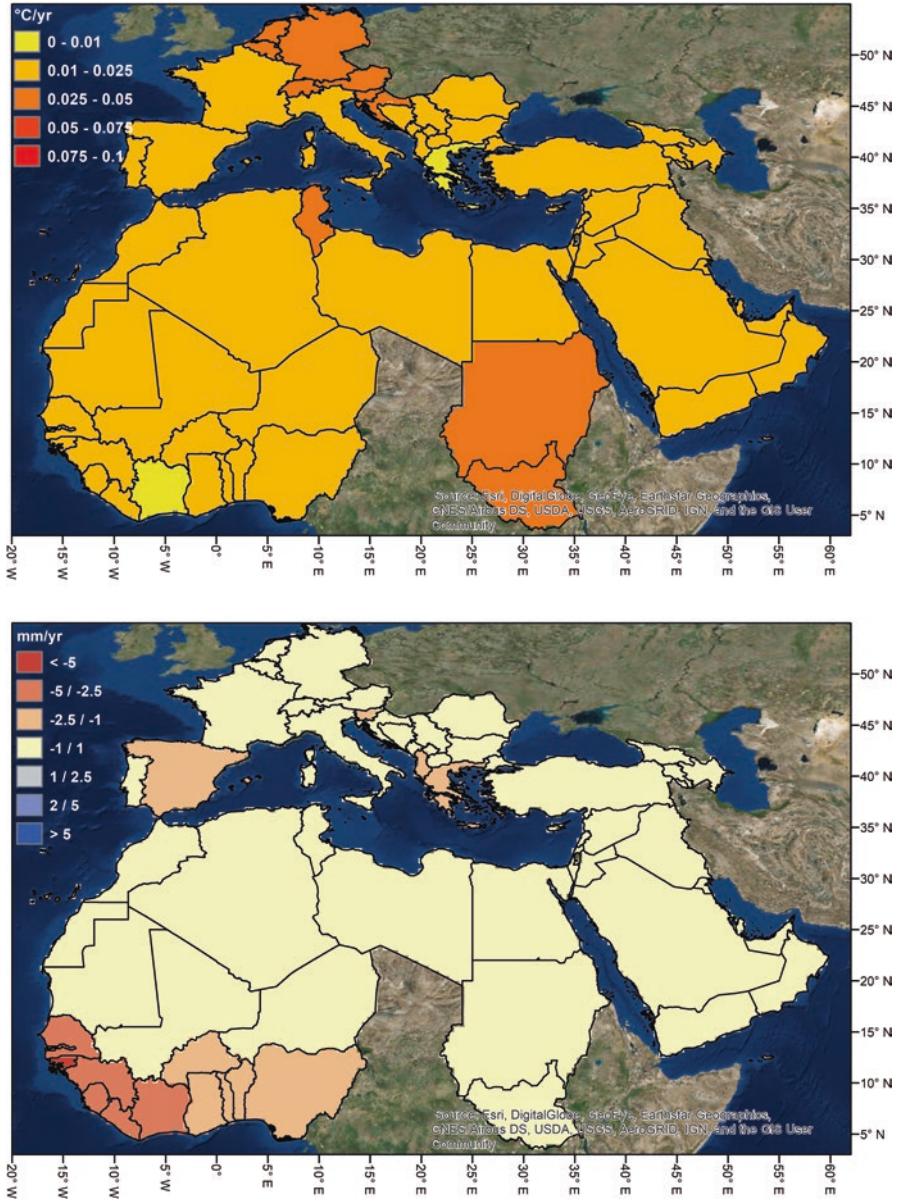 °C/yr
0 - 0.01
0.01 - 0.025
0.025 - 0.05
0.05 - 0.075
0.075 - 0.1
50° N
45° N
40° N
35° N
30° N
25° N
20° N
15° N
10° N
5° N
Source: Esri, DigitalGlobe, GeoEye, Earthstar Geographics,
CNES/Airbus DS, USDA, USGS, AeroGRID, IGN, and the GIS User
Community
20° W
15° W
10° W
5° W
0°
5° E
10° E
15° E
20° E
25° E
30° E
35° E
40° E
45° E
50° E
55° E
60° E
mm/yr
< -5
-5 / -2.5
-2.5 / -1
-1 / 1
1 / 2.5
2 / 5
> 5
50° N
45° N
40° N
35° N
30° N
25° N
20° N
15° N
10° N
5° N
Source: Esri, DigitalGlobe, GeoEye, Earthstar Geographics,
CNES/Airbus DS, USDA, USGS, AeroGRID, IGN, and the GIS User
Community
20° W
15° W
10° W
5° W
0°
5° E
10° E
15° E
20° E
25° E
30° E
35° E
40° E
45° E
50° E
55° E
60° E